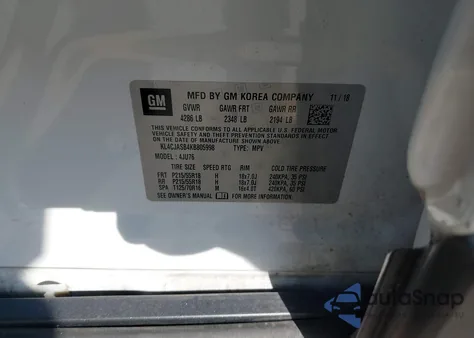 GM
MFD BY GM KOREA COMPANY 11/18
GVWR GAWR FRT GAWR RR
4286 LB 2348 LB 2194 LB
THIS VEHICLE CONFORMS TO ALL APPLICABLE U.S. FEDERAL MOTOR
VEHICLE SAFETY AND THEFT PREVENTION STANDARDS
IN EFFECT ON THE DATE OF MANUFACTURE SHOWN ABOVE.
KL4CJASB4KB805998 TYPE: MPV
MODEL: 4JU76
TIRE SIZE SPEED RTG RIM COLD TIRE PRESSURE
FRT P215/55R18 H 18x7.0J 240KPA, 35 PSI
RR P215/55R18 H 18x7.0J 240KPA, 35 PSI
SPA T125/70R16 M 16x4.0T 420KPA, 60 PSI
SEE OWNER'S MANUAL FOR MORE INFORMATION.
AulaSnap